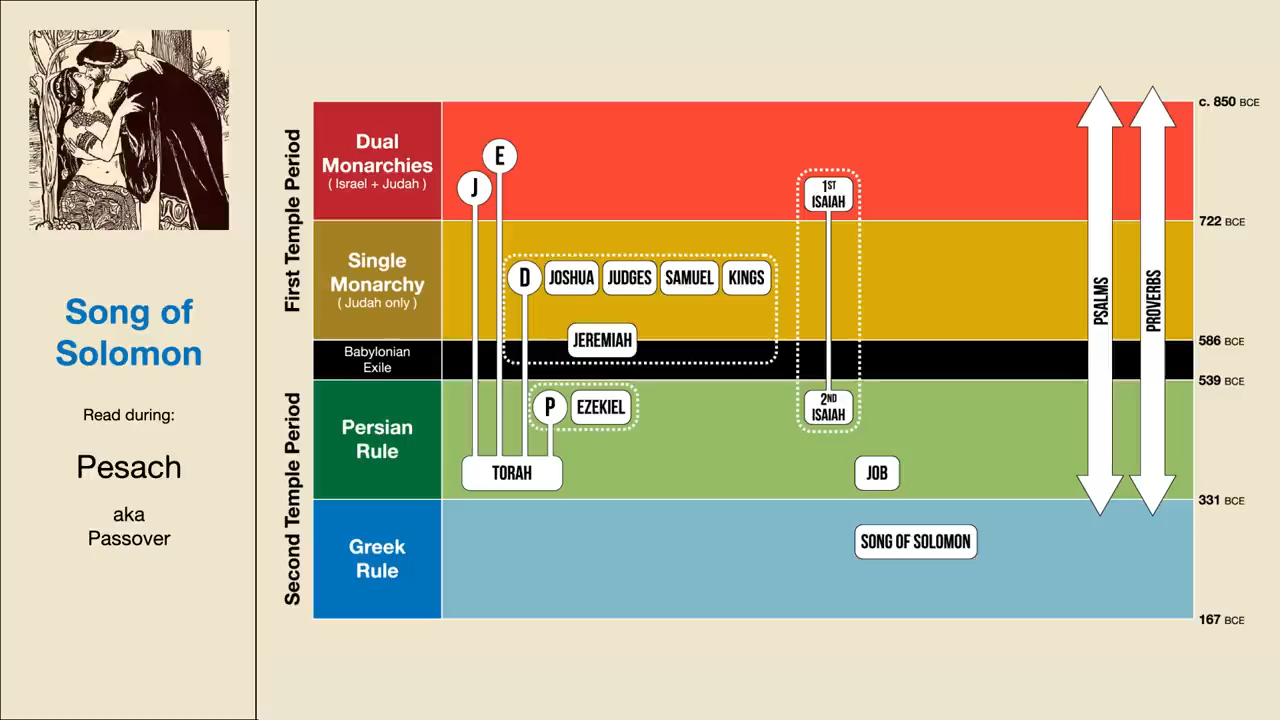 Song of
Solomon
Read during:
Pesach
aka
Passover
First Temple Period
Second Temple Period
Dual
Monarchies
( Israel + Judah )
Single
Monarchy
( Judah only )
Babylonian
Exile
Persian
Rule
Greek
Rule
E
J
1ST
ISAIAH
D
JOSHUA
JUDGES
SAMUEL
KINGS
JEREMIAH
P
EZEKIEL
2ND
ISAIAH
TORAH
JOB
SONG OF SOLOMON
PSALMS
PROVERBS
c. 850 BCE
722 BCE
586 BCE
539 BCE
331 BCE
167 BCE